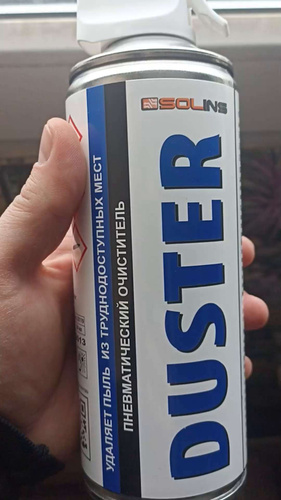 SOLINS
DUSTER
ПНЕВМАТИЧЕСКИЙ ОЧИСТИТЕЛЬ
УДАЛЯЕТ ПЫЛЬ ИЗ ТРУДНОДОСТУПНЫХ МЕСТ